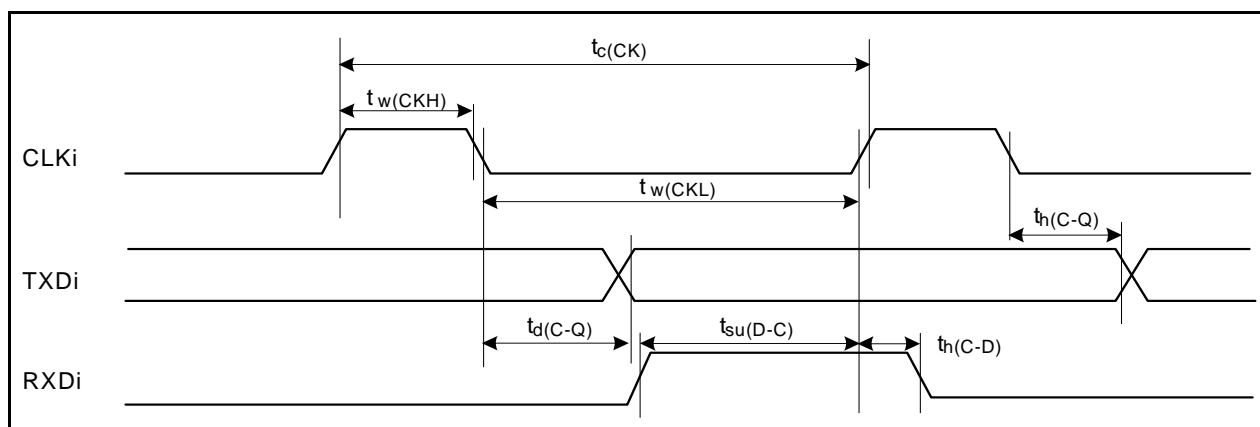 tc(CK)
tw(CKH)
CLKi
tw(CKL)
th(C-Q)
TXDi
td(C-Q)
tsu(D-C)
th(C-D)
RXDi